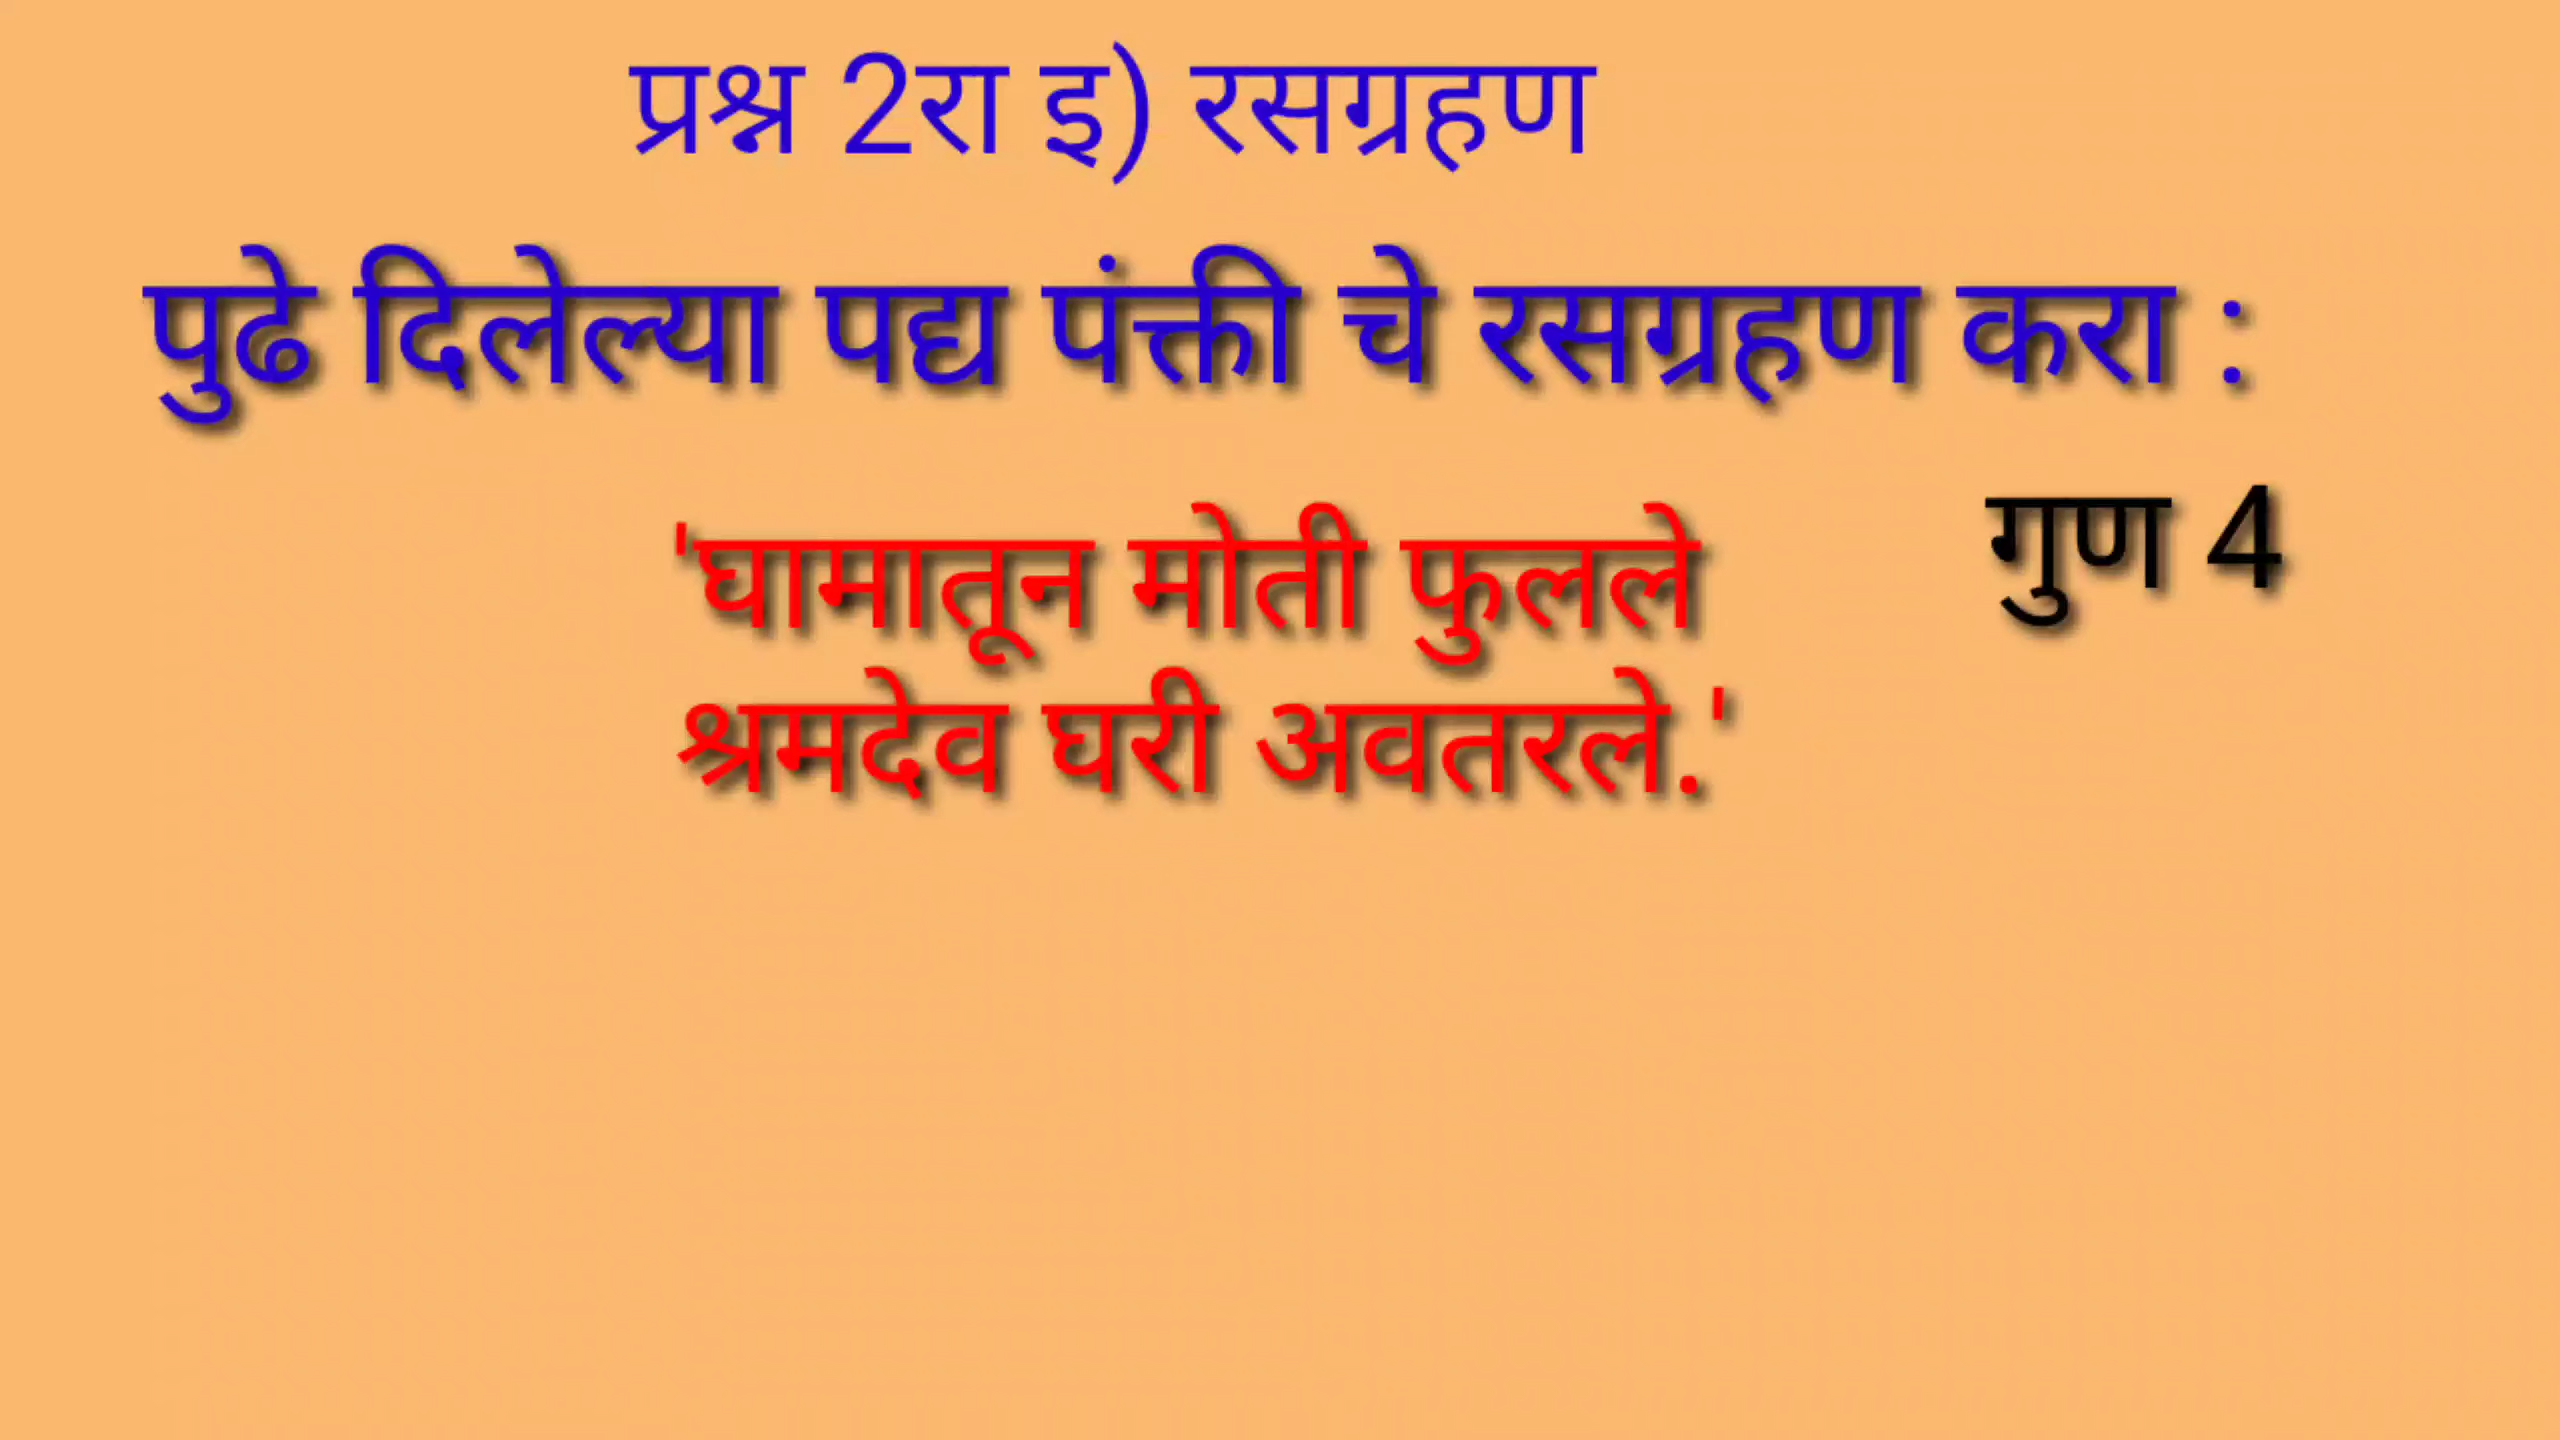 प्रश्न 2रा इ) रसग्रहण
पुढे दिलेल्या पद्य पंक्ती चे रसग्रहण करा :
'घामातून मोती फुलले
गुण 4
श्रमदेव घरी अवतरले.'